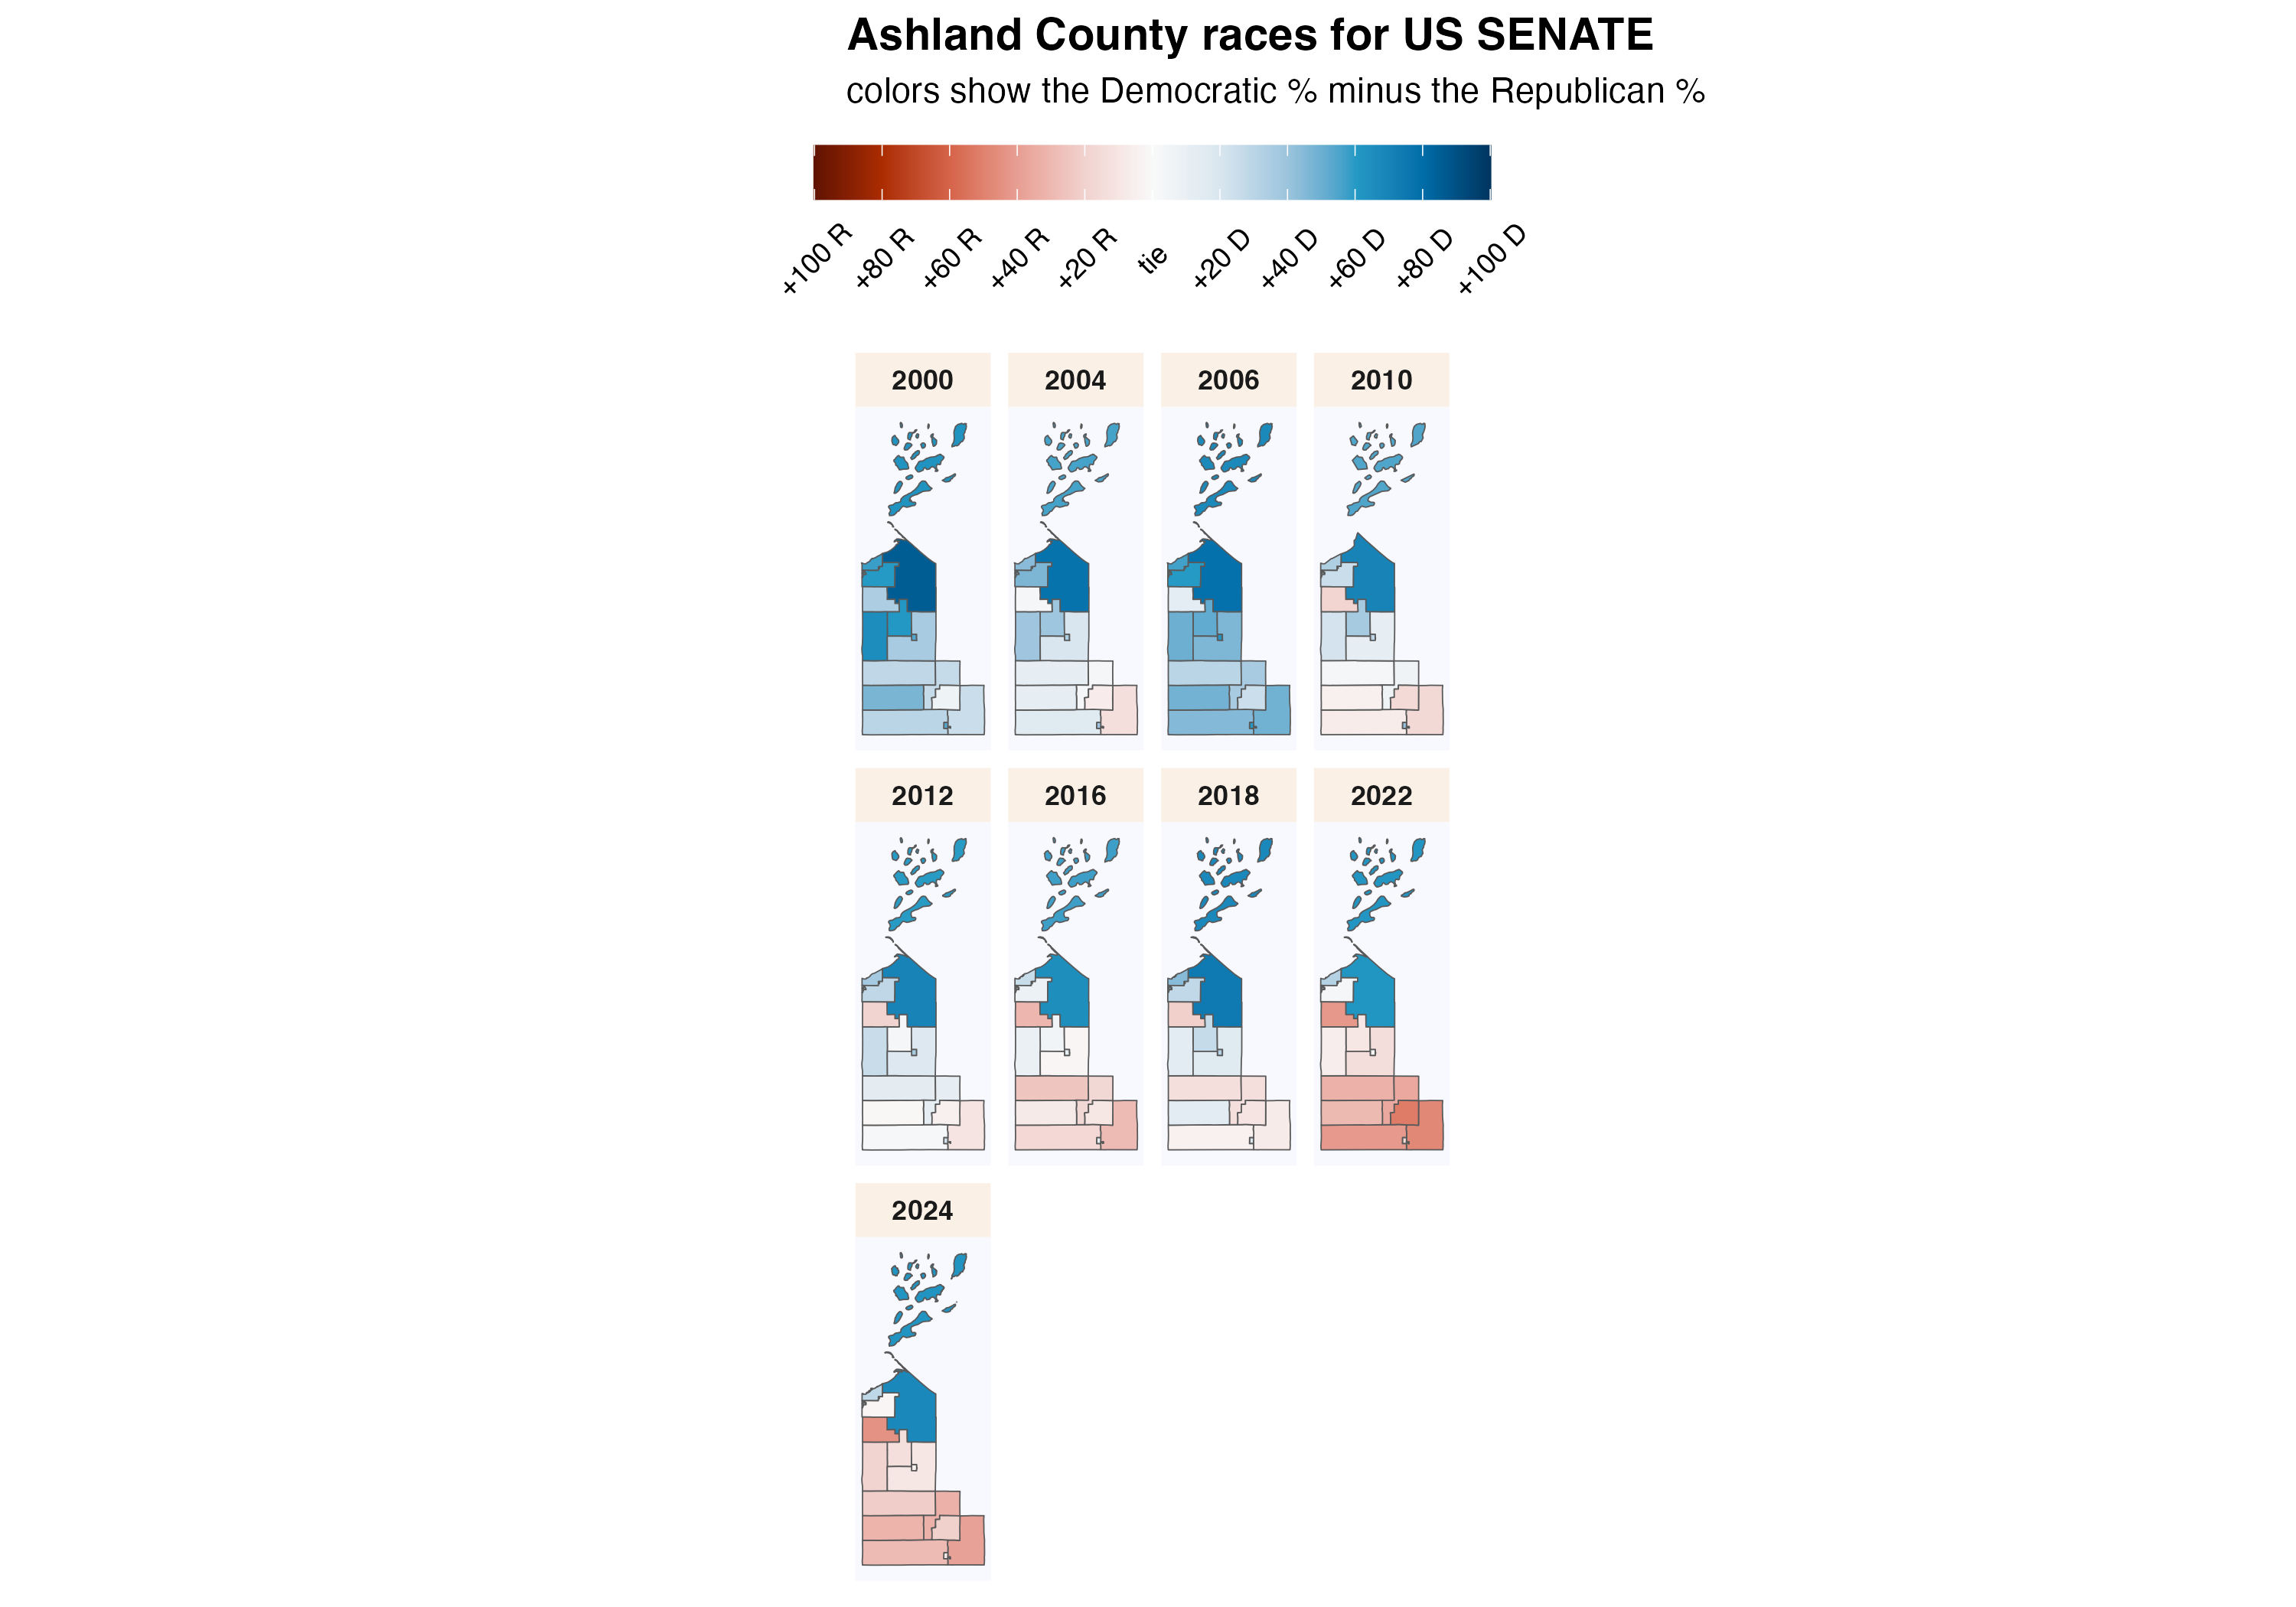 Ashland County races for US SENATE
colors show the Democratic % minus the Republican %
+100 R +80 R +60 R +40 R +20 R tie +20 D +40 D +60 D +80 D +100 D
2000 2004 2006 2010
2012 2016 2018 2022
2024